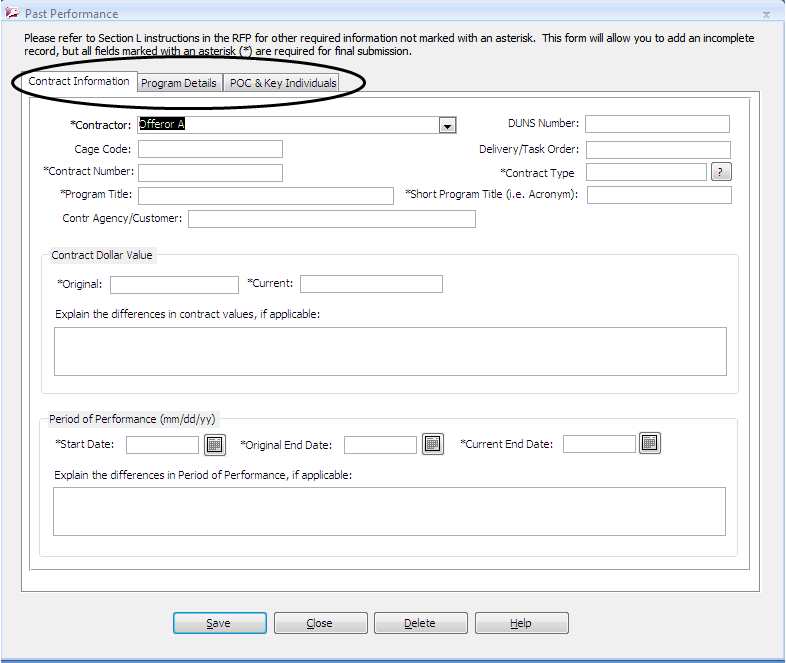 Past Performance
x
Please refer to Section L instructions in the RFP for other required information not marked with an asterisk.  This form will allow you to add an incomplete
record, but all fields marked with an asterisk (*) are required for final submission.
Contract Information Program Details POC & Key Individuals
*Contractor: Offeror A DUNS Number:
Cage Code: Delivery/Task Order:
*Contract Number: *Contract Type ?
*Program Title: *Short Program Title (i.e. Acronym):
Contr Agency/Customer:
Contract Dollar Value
*Original: *Current:
Explain the differences in contract values, if applicable:
Period of Performance (mm/dd/yy)
*Start Date: *Original End Date: *Current End Date:
Explain the differences in Period of Performance, if applicable:
Save Close Delete Help